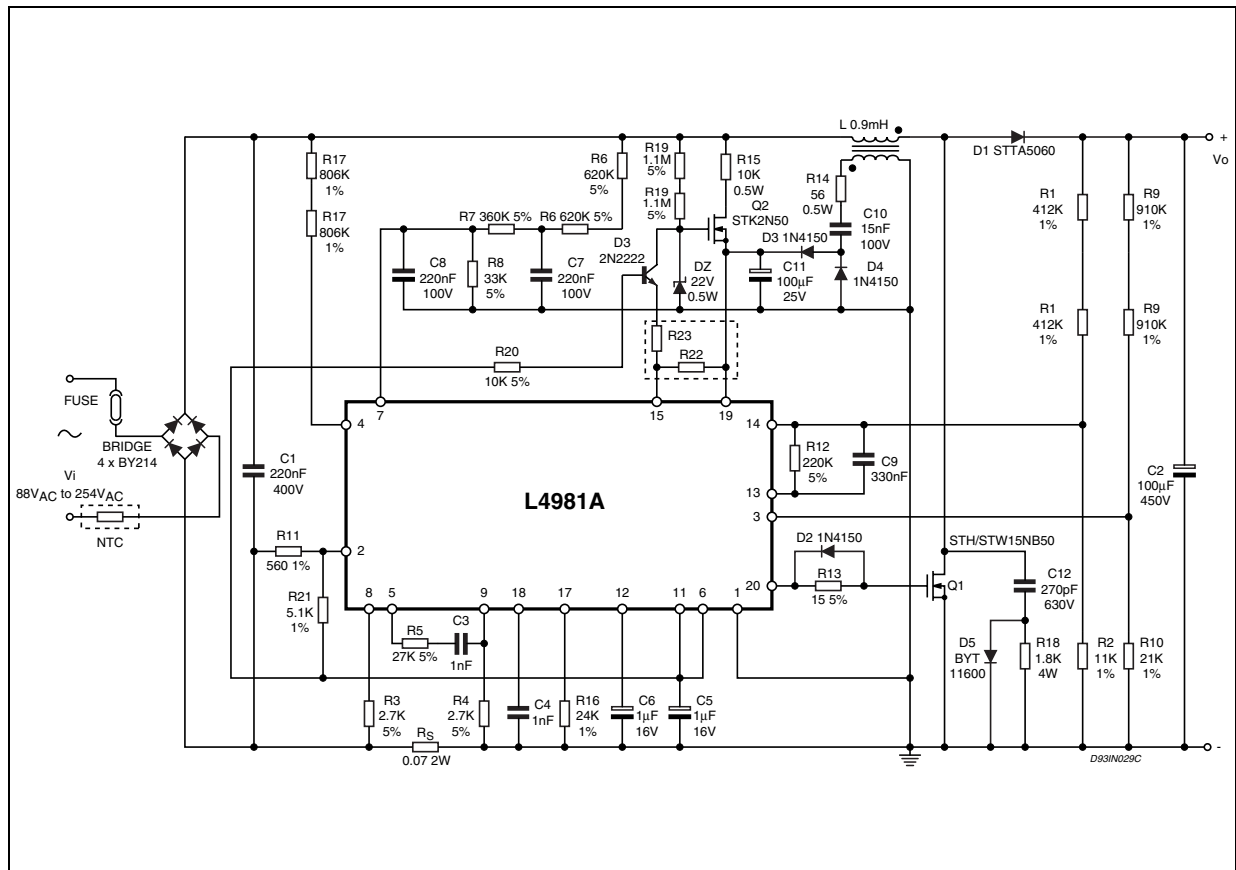 L 0.9mH
D1 STTA5060
+
Vo
R17
806K
1%
R17
806K
1%
R6
620K
5%
R19
1.1M
5%
R19
1.1M
5%
R15
10K
0.5W
Q2
STK2N50
R14
56
0.5W
C10
15nF
100V
R1
412K
1%
R9
910K
1%
R7 360K 5%
R6 620K 5%
D3
2N2222
D3 1N4150
C8
220nF
100V
R8
33K
5%
C7
220nF
100V
DZ
22V
0.5W
C11
100µF
25V
D4
1N4150
R1
412K
1%
R9
910K
1%
R23
R22
R20
10K 5%
FUSE
BRIDGE
4 x BY214
Vi
88VAC to 254VAC
NTC
C1
220nF
400V
7
15
19
4
14
R12
220K
5%
C9
330nF
13
3
L4981A
C2
100µF
450V
R11
560 1%
2
D2 1N4150
R13
15 5%
20
STH/STW15NB50
Q1
C12
270pF
630V
R21
5.1K
1%
8
5
9
18
17
12
11
6
1
R5
27K 5%
C3
1nF
D5
BYT
11600
R18
1.8K
4W
R2
11K
1%
R10
21K
1%
R3
2.7K
5%
RS
0.07 2W
R4
2.7K
5%
C4
1nF
R16
24K
1%
C6
1µF
16V
C5
1µF
16V
-
D93IN029C